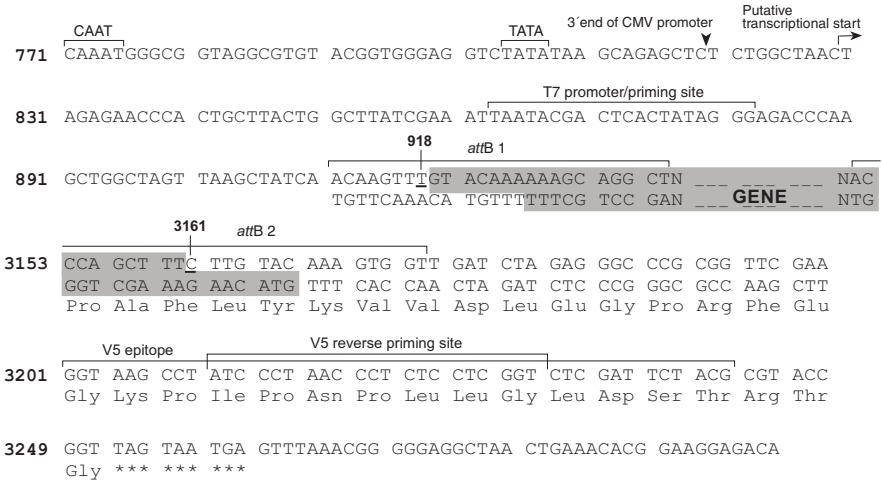 CAAT TATA 3´end of CMV promoter Putative transcriptional start
771 CAAATGGGCG GTAGGCGTGT ACGGTGGGAG GTCTATATAA GCAGAGCTCT CTGGCTAACT
T7 promoter/priming site
831 AGAGAACCCA CTGCTTACTG GCTTATCGAA ATTAATACGA CTCACTATAG GGAGACCCAA
918 attB 1
891 GCTGGCTAGT TAAGCTATCA ACAAGTTTGT ACAAAAAAGC AGGCTN ___ ___ ___ ___ NAC
TGTTCAAACA TGTTTTTTCG TCCGAN ___ GENE ___ NTG
3161 attB 2
3153 CCA GCT TTC TTG TAC AAA GTG GTT GAT CTA GAG GGC CCG CGG TTC GAA
GGT CGA AAG AAC ATG TTT CAC CAA CTA GAT CTC CCG GGC GCC AAG CTT
Pro Ala Phe Leu Tyr Lys Val Val Asp Leu Glu Gly Pro Arg Phe Glu
V5 epitope V5 reverse priming site
3201 GGT AAG CCT ATC CCT AAC CCT CTC CTC GGT CTC GAT TCT ACG CGT ACC
Gly Lys Pro Ile Pro Asn Pro Leu Leu Gly Leu Asp Ser Thr Arg Thr
3249 GGT TAG TAA TGA GTTTAAACGG GGGAGGCTAA CTGAAACACG GAAGGAGACA
Gly *** *** ***